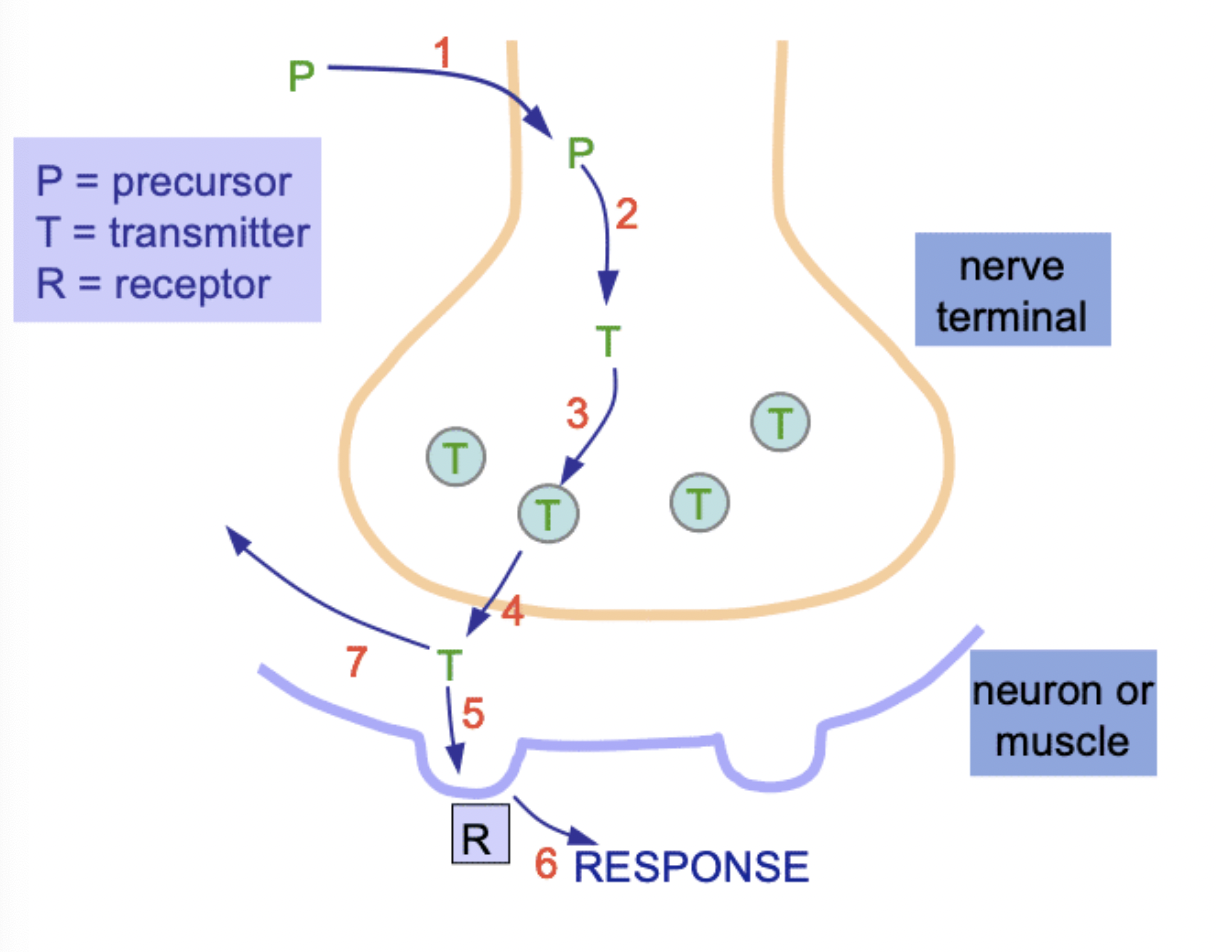 1
P
P
P = precursor
T = transmitter
R = receptor
2
nerve
terminal
T
3
T
T
T
T
4
7
T
5
neuron or
muscle
R
6
RESPONSE